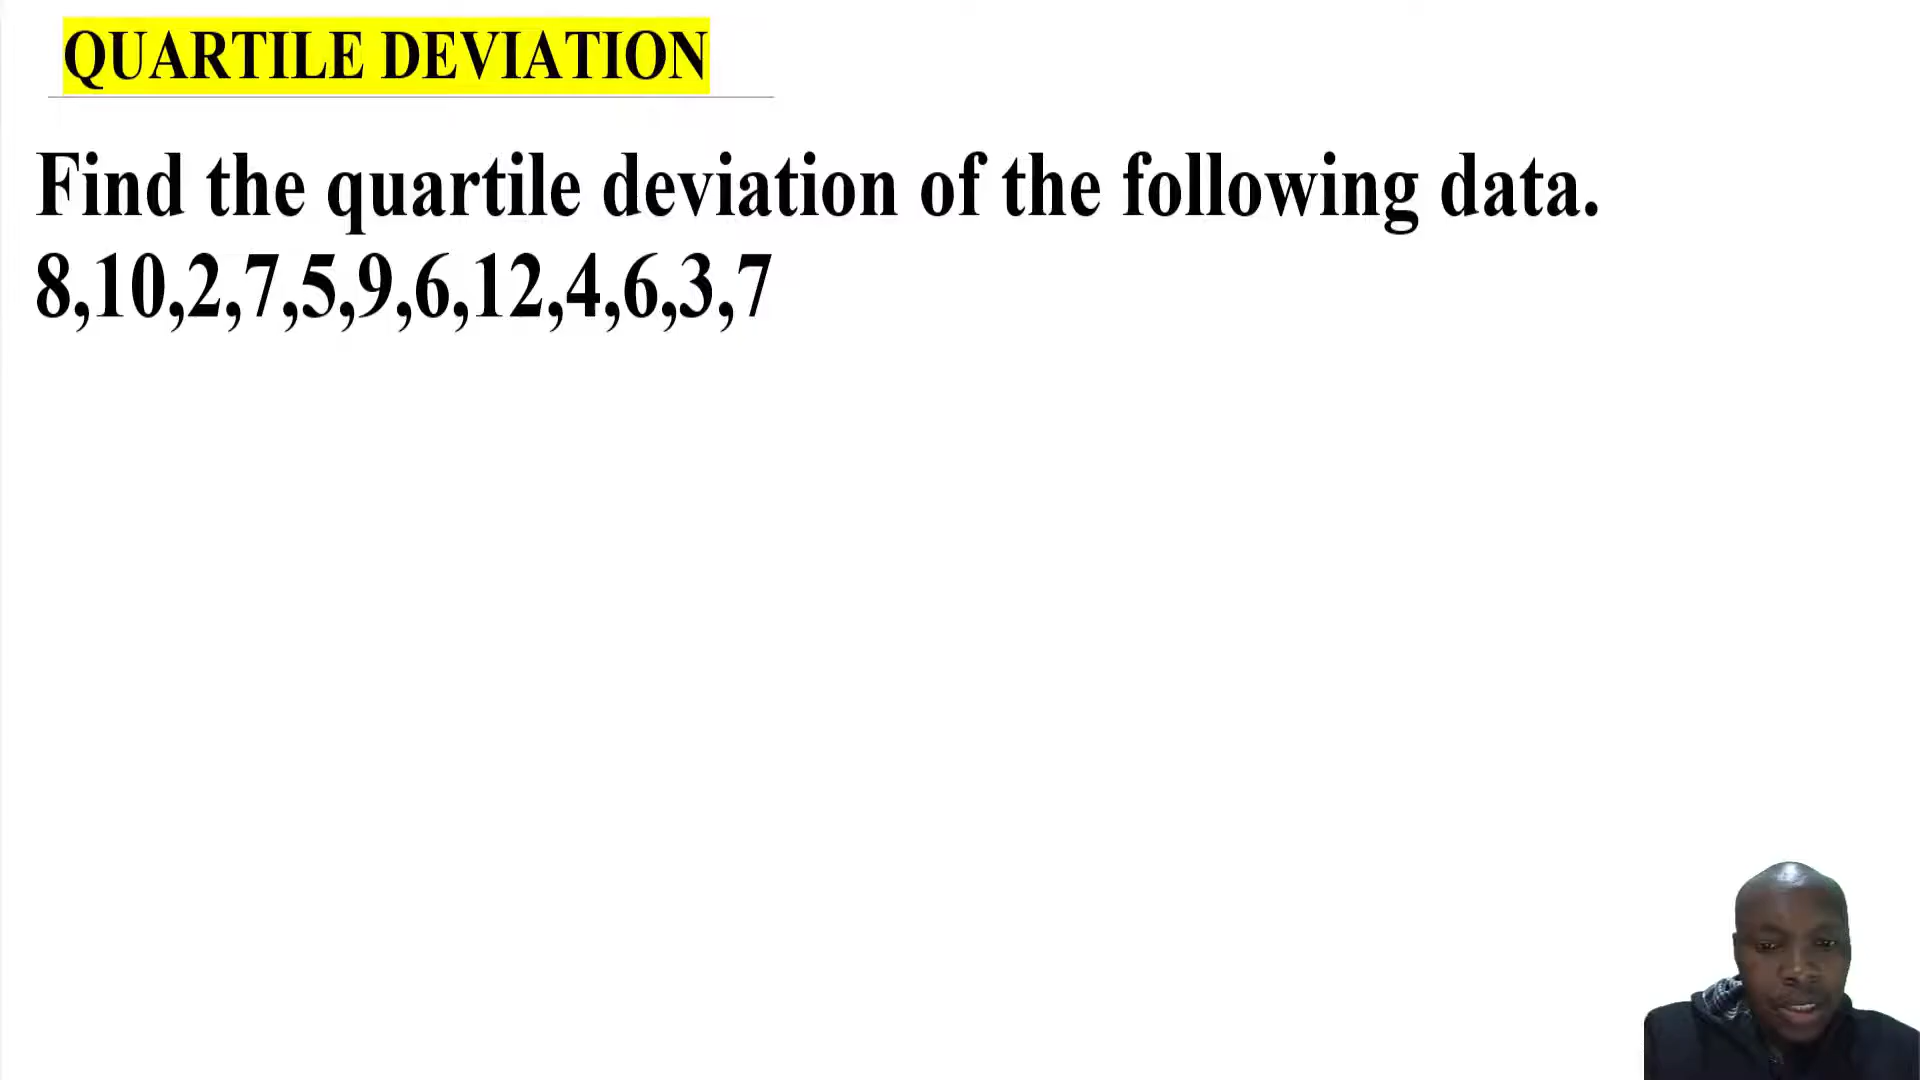 QUARTILE DEVIATION
Find the quartile deviation of the following data.
8,10,2,7,5,9,6,12,4,6,3,7